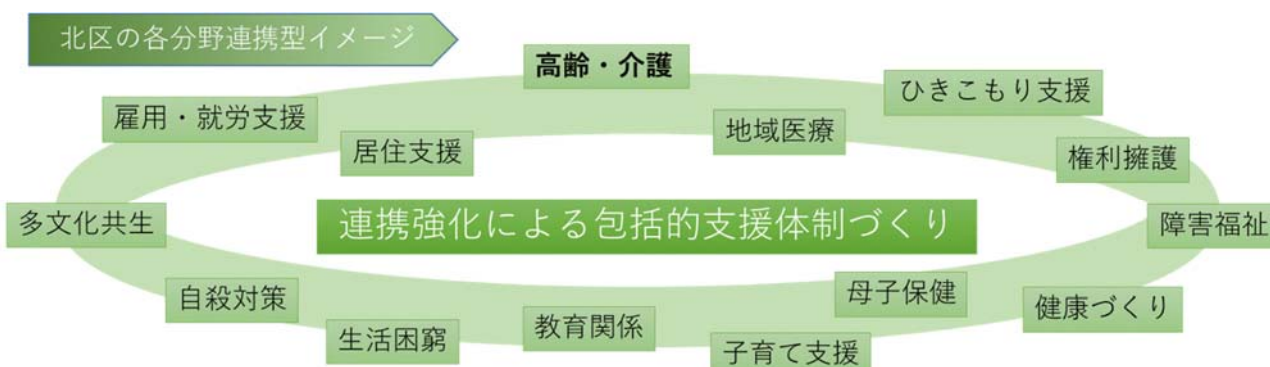 北区の各分野連携型イメージ
高齢・介護
ひきこもり支援
雇用・就労支援
地域医療
居住支援
権利擁護
多文化共生
連携強化による包括的支援体制づくり
障害福祉
自殺対策
母子保健
健康づくり
教育関係
生活困窮
子育て支援